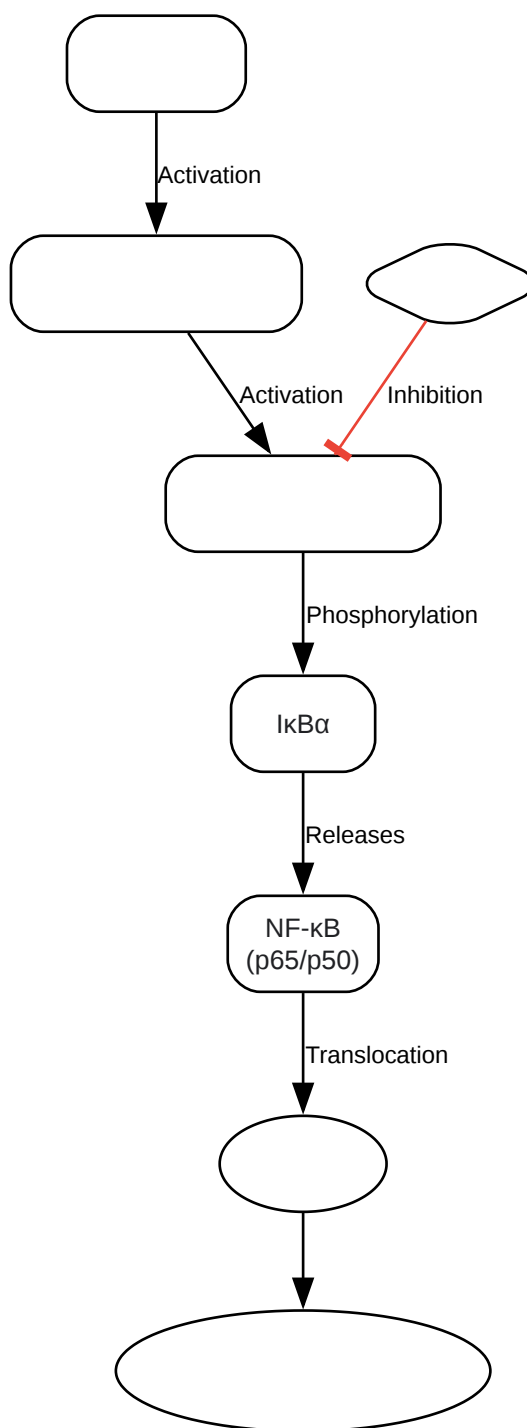 Activation
Activation
Inhibition
Phosphorylation
IκBα
Releases
NF-κB
(p65/p50)
Translocation